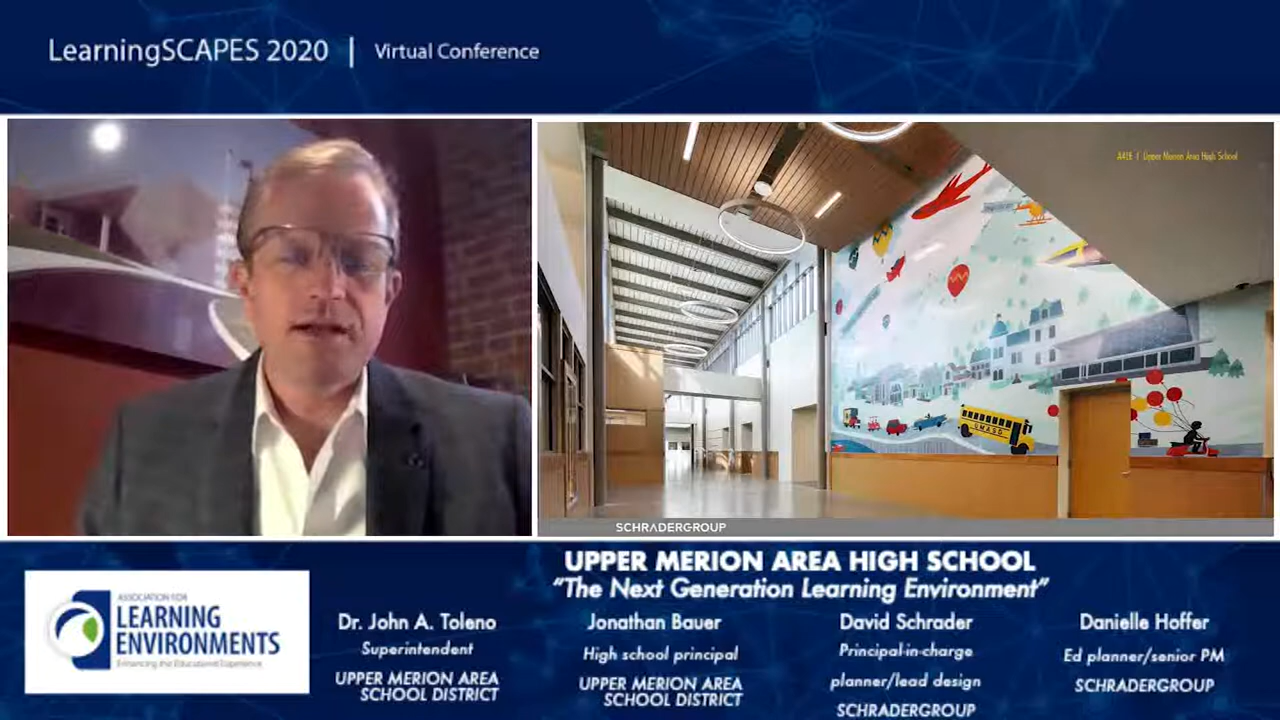 LearningSCAPES 2020 | Virtual Conference
A4LE | Upper Merion Area High School
UMASD
SCHRADERGROUP
UPPER MERION AREA HIGH SCHOOL
"The Next Generation Learning Environment"
ASSOCIATION FOR
LEARNING
ENVIRONMENTS
Enhancing the Educational Experience
Dr. John A. Toleno
Superintendent
UPPER MERION AREA
SCHOOL DISTRICT
Jonathan Bauer
High school principal
UPPER MERION AREA
SCHOOL DISTRICT
David Schrader
Principal-in-charge
planner/lead design
SCHRADERGROUP
Danielle Hoffer
Ed planner/senior PM
SCHRADERGROUP